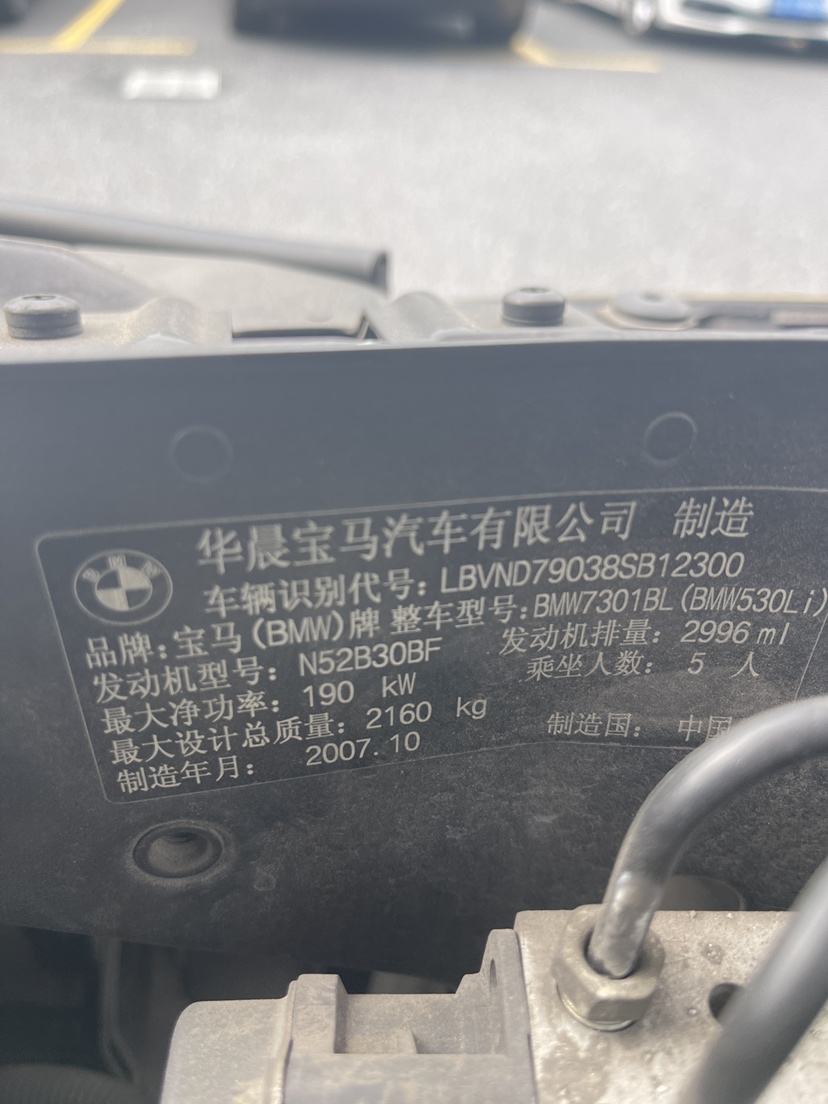 华晨宝马汽车有限公司 制造
车辆识别代号: LBVND79038SB12300
品牌: 宝马(BMW)牌 整车型号: BMW7301BL(BMW530Li)
发动机型号: N52B30BF 发动机排量: 2996 ml
最大净功率: 190 kW 乘坐人数: 5 人
最大设计总质量: 2160 kg
制造年月: 2007.10 制造国: 中国